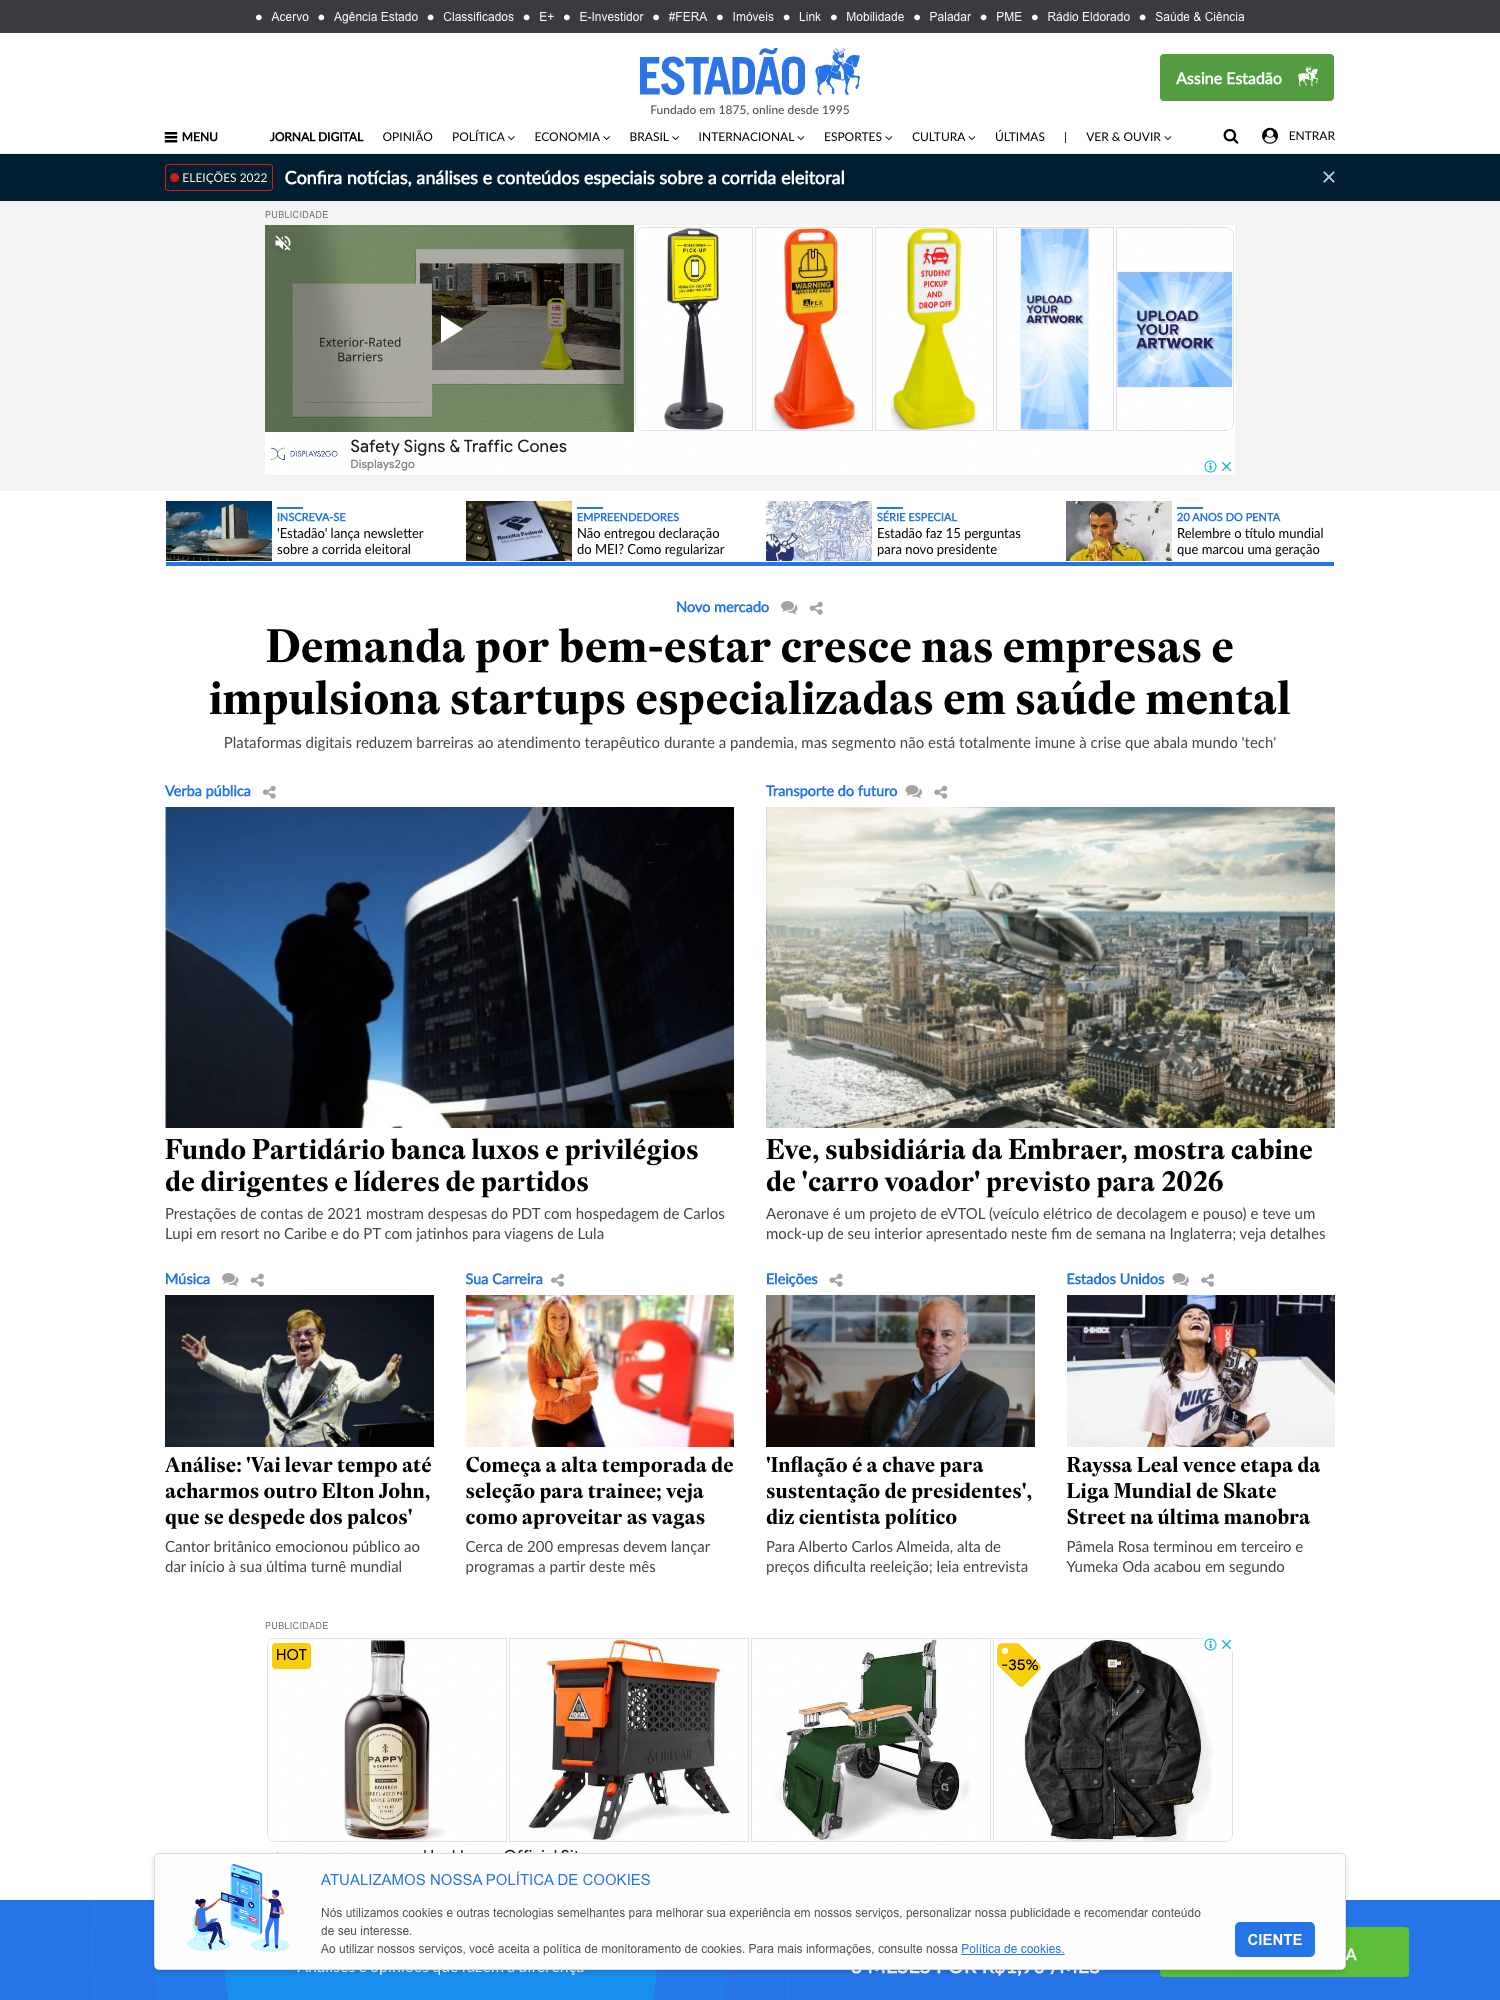 Acervo Agência Estado Classificados E+ E-Investidor #FERA Imóveis Link Mobilidade Paladar PME Rádio Eldorado Saúde & Ciência
ESTADÃO
Fundado em 1875, online desde 1995
Assine Estadão
MENU JORNAL DIGITAL OPINIÃO POLÍTICA ECONOMIA BRASIL INTERNACIONAL ESPORTES CULTURA ÚLTIMAS | VER & OUVIR ENTRAR
ELEIÇÕES 2022 Confira notícias, análises e conteúdos especiais sobre a corrida eleitoral
PUBLICIDADE
Exterior-Rated
Barriers
PICK-UP
WARNING
APEX
STUDENT
PICKUP
AND
DROP OFF
UPLOAD
YOUR
ARTWORK
UPLOAD
YOUR
ARTWORK
DISPLAYS2GO
Safety Signs & Traffic Cones
Displays2go
INSCREVA-SE
'Estadão' lança newsletter
sobre a corrida eleitoral
Receita Federal
EMPREENDEDORES
Não entregou declaração
do MEI? Como regularizar
SÉRIE ESPECIAL
Estadão faz 15 perguntas
para novo presidente
20 ANOS DO PENTA
Relembre o título mundial
que marcou uma geração
Novo mercado
Demanda por bem-estar cresce nas empresas e
impulsiona startups especializadas em saúde mental
Plataformas digitais reduzem barreiras ao atendimento terapêutico durante a pandemia, mas segmento não está totalmente imune à crise que abala mundo 'tech'
Verba pública
Fundo Partidário banca luxos e privilégios
de dirigentes e líderes de partidos
Prestações de contas de 2021 mostram despesas do PDT com hospedagem de Carlos
Lupi em resort no Caribe e do PT com jatinhos para viagens de Lula
Transporte do futuro
Eve, subsidiária da Embraer, mostra cabine
de 'carro voador' previsto para 2026
Aeronave é um projeto de eVTOL (veículo elétrico de decolagem e pouso) e teve um
mock-up de seu interior apresentado neste fim de semana na Inglaterra; veja detalhes
Música
Análise: 'Vai levar tempo até
acharmos outro Elton John,
que se despede dos palcos'
Cantor britânico emocionou público ao
dar início à sua última turnê mundial
Sua Carreira
a
Começa a alta temporada de
seleção para trainee; veja
como aproveitar as vagas
Cerca de 200 empresas devem lançar
programas a partir deste mês
Eleições
'Inflação é a chave para
sustentação de presidentes',
diz cientista político
Para Alberto Carlos Almeida, alta de
preços dificulta reeleição; leia entrevista
Estados Unidos
G-SHOCK
NIKE
Rayssa Leal vence etapa da
Liga Mundial de Skate
Street na última manobra
Pâmela Rosa terminou em terceiro e
Yumeka Oda acabou em segundo
PUBLICIDADE
HOT
PAPPY
& COMPANY
BOURBON
BARREL-AGED PURE
MAPLE SYRUP
FIRECAN
-35%
ATUALIZAMOS NOSSA POLÍTICA DE COOKIES
Nós utilizamos cookies e outras tecnologias semelhantes para melhorar sua experiência em nossos serviços, personalizar nossa publicidade e recomendar conteúdo
de seu interesse.
Ao utilizar nossos serviços, você aceita a política de monitoramento de cookies. Para mais informações, consulte nossa Política de cookies.
CIENTE